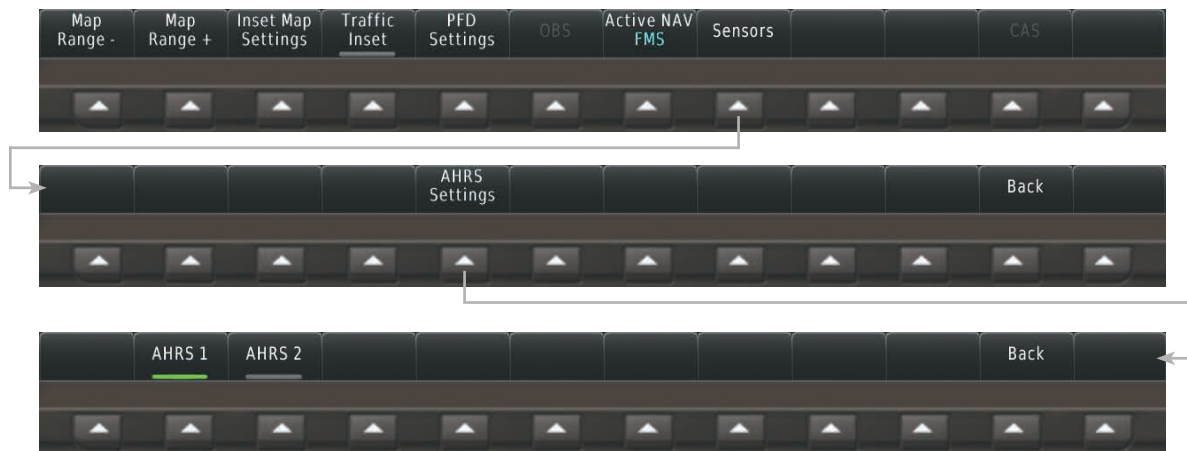 Map Range -
Map Range +
Inset Map Settings
Traffic Inset
PFD Settings
OBS
Active NAV FMS
Sensors
CAS
AHRS Settings
Back
AHRS 1
AHRS 2
Back